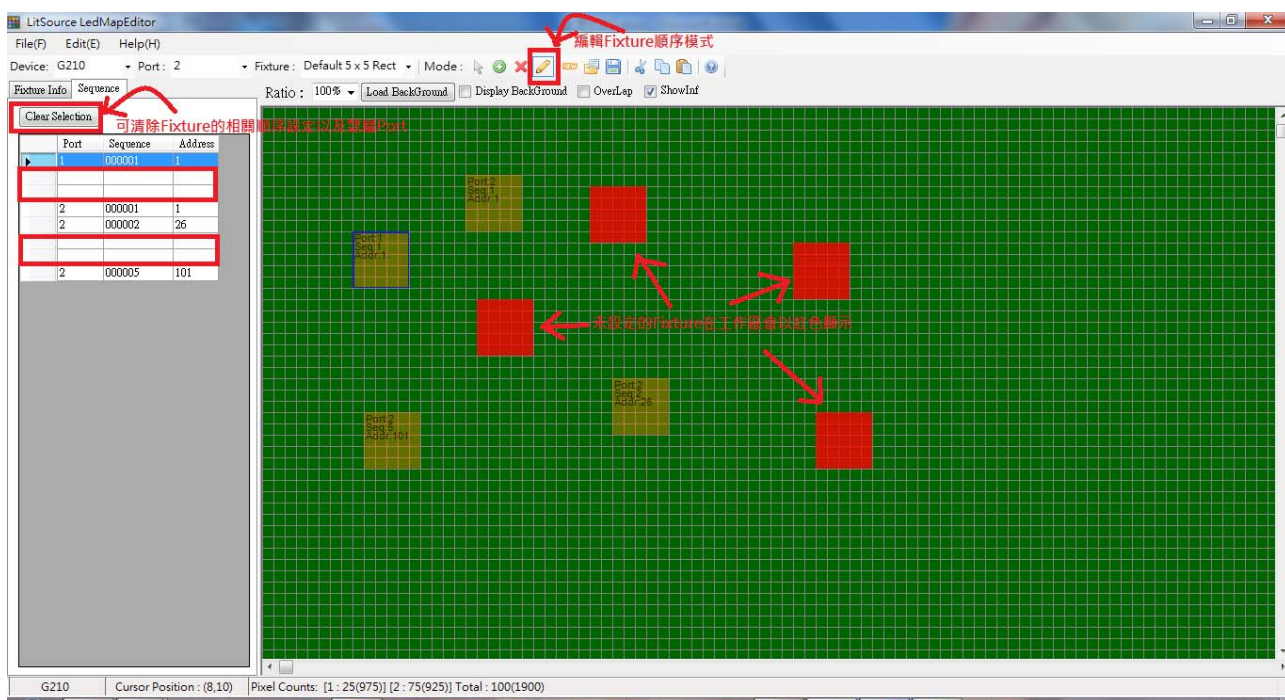 LitSource LedMapEditor
File(F) Edit(E) Help(H)
編輯Fixture順序模式
Device: G210 Port: 2 Fixture: Default 5 x 5 Rect Mode:
Fixture Info Sequence
Ratio: 100% Load BackGround Display BackGround OverLap ShowInf
Clear Selection
可清除Fixture的相關順序設定以及隸屬Port
Port Sequence Address
1 000001 1
2 000001 1
2 000002 26
2 000005 101
Port:2
Seq:1
Addr:1
Port:1
Seq:1
Addr:1
未設定的Fixture在工作區會以紅色顯示
Port:2
Seq:2
Addr:26
Port:2
Seq:5
Addr:101
G210 Cursor Position : (8,10) Pixel Counts: [1 : 25(975)] [2 : 75(925)] Total : 100(1900)